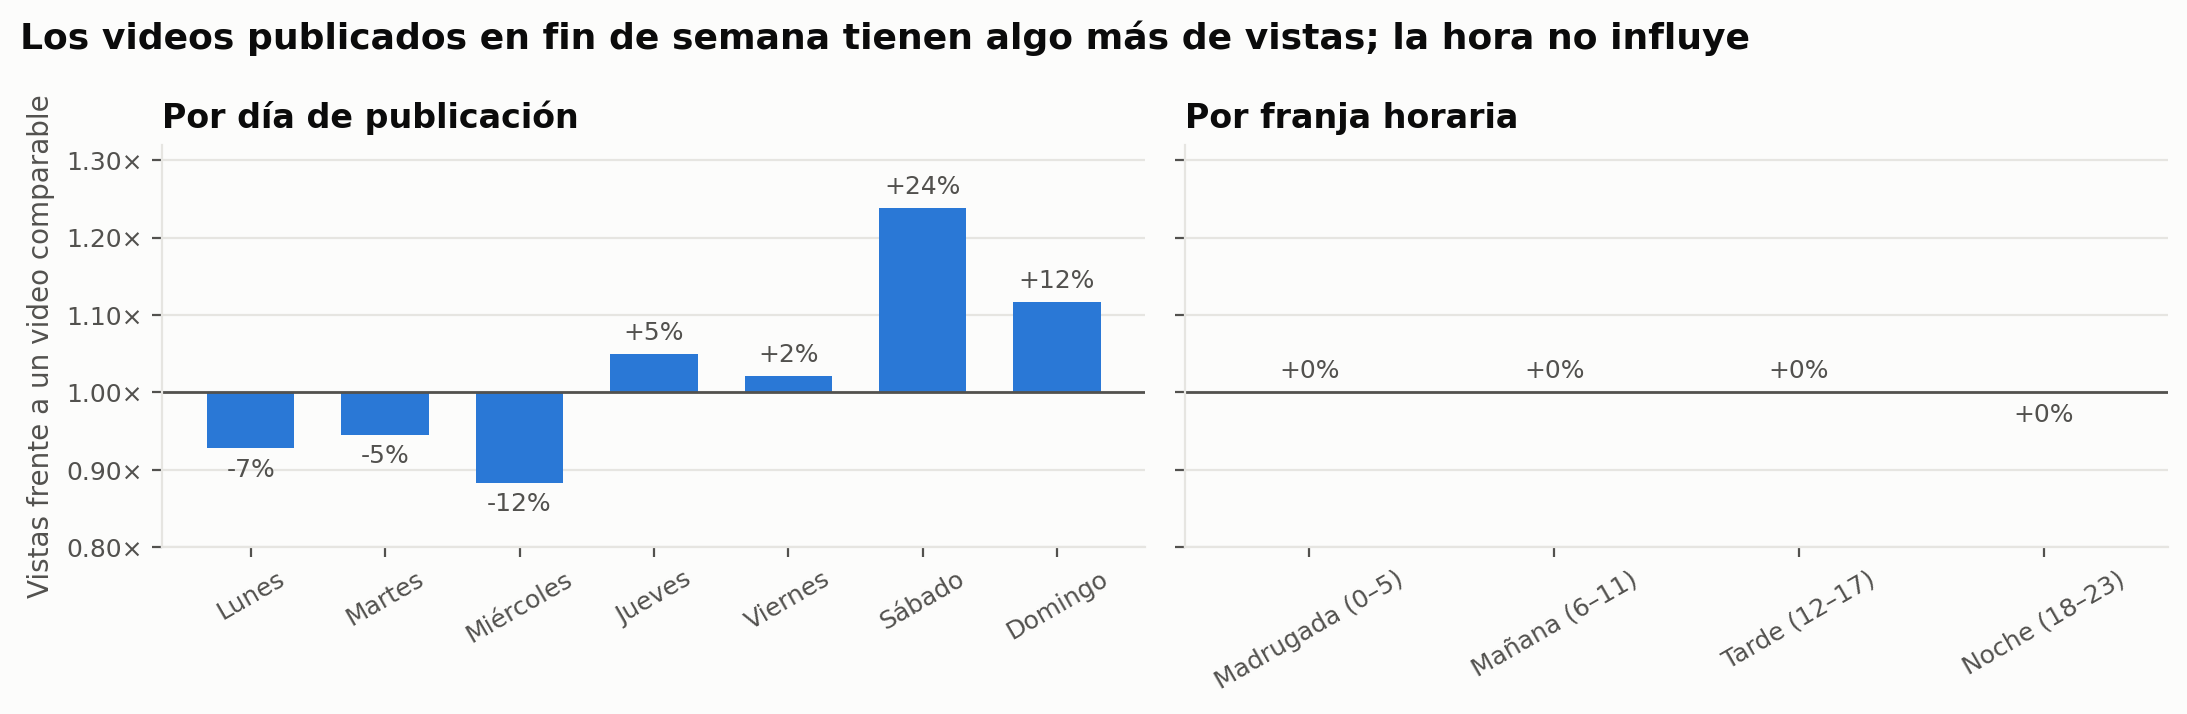 Los videos publicados en fin de semana tienen algo más de vistas; la hora no influye
Vistas frente a un video comparable
Por día de publicación
1.30×
1.20×
1.10×
1.00×
0.90×
0.80×
-7%
-5%
-12%
+5%
+2%
+24%
+12%
Lunes
Martes
Miércoles
Jueves
Viernes
Sábado
Domingo
Por franja horaria
+0%
+0%
+0%
+0%
Madrugada (0–5)
Mañana (6–11)
Tarde (12–17)
Noche (18–23)